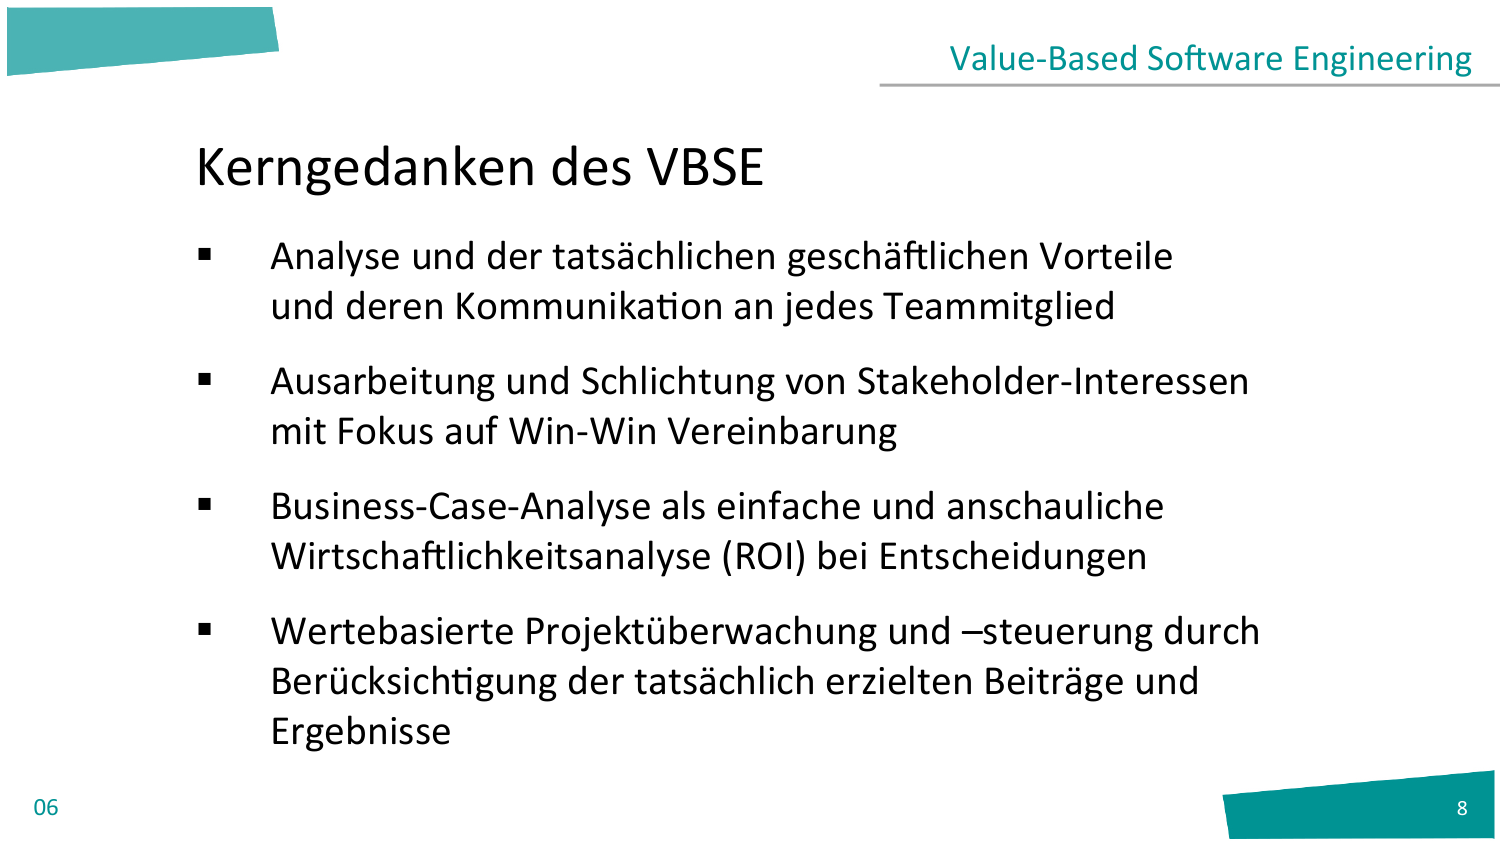 Value-Based Software Engineering
Kerngedanken des VBSE
▪ Analyse und der tatsächlichen geschäftlichen Vorteile
und deren Kommunikation an jedes Teammitglied
▪ Ausarbeitung und Schlichtung von Stakeholder-Interessen
mit Fokus auf Win-Win Vereinbarung
▪ Business-Case-Analyse als einfache und anschauliche
Wirtschaftlichkeitsanalyse (ROI) bei Entscheidungen
▪ Wertebasierte Projektüberwachung und –steuerung durch
Berücksichtigung der tatsächlich erzielten Beiträge und
Ergebnisse
06
8